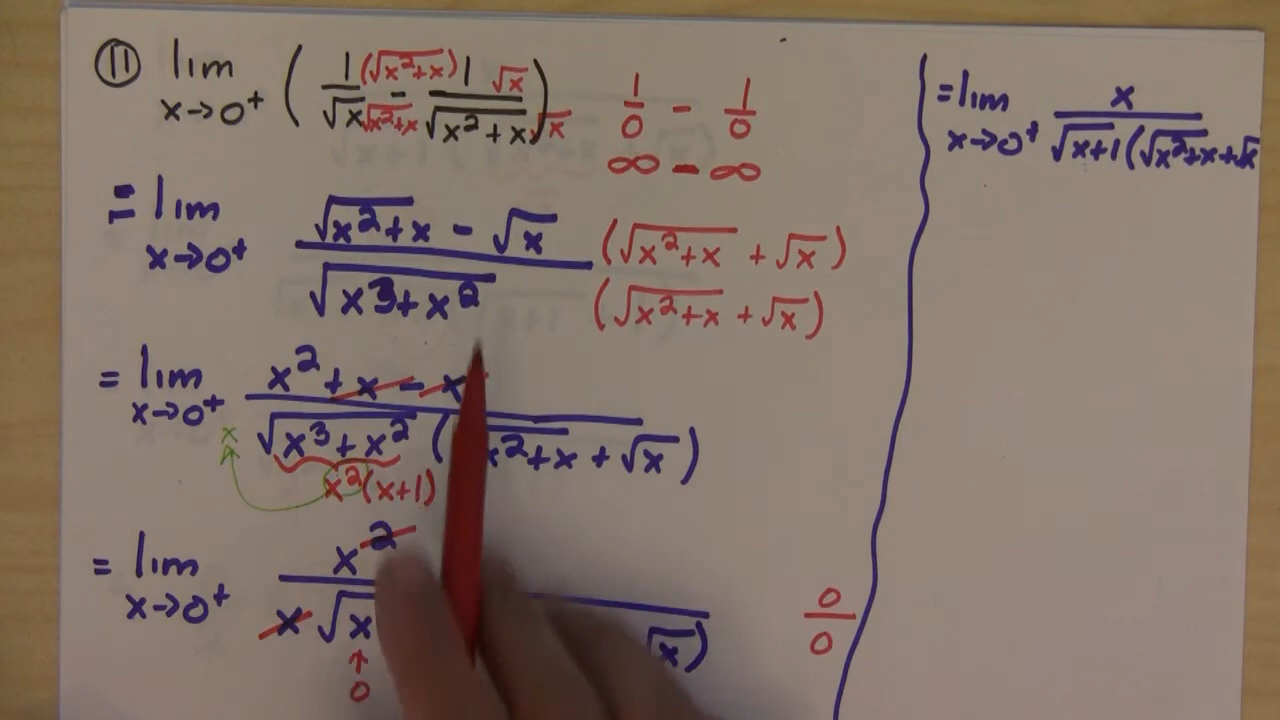 ⑪ lim x→0⁺ ( 1 (√(x²+x)) / √x √(x²+x) − 1 √x / √(x²+x) √x ) 1/0 − 1/0
∞ − ∞
= lim x→0⁺ (√(x²+x) − √x) / √(x³+x²) (√(x²+x) + √x) / (√(x²+x) + √x)
= lim x→0⁺ (x² + x − x) / √(x³+x²) ( x²+x + √x)
x x²(x+1)
= lim x→0⁺ x² / x √x √x)
↑
0
0/0
= lim x→0⁺ x / √(x+1) (√(x²+x) + √x